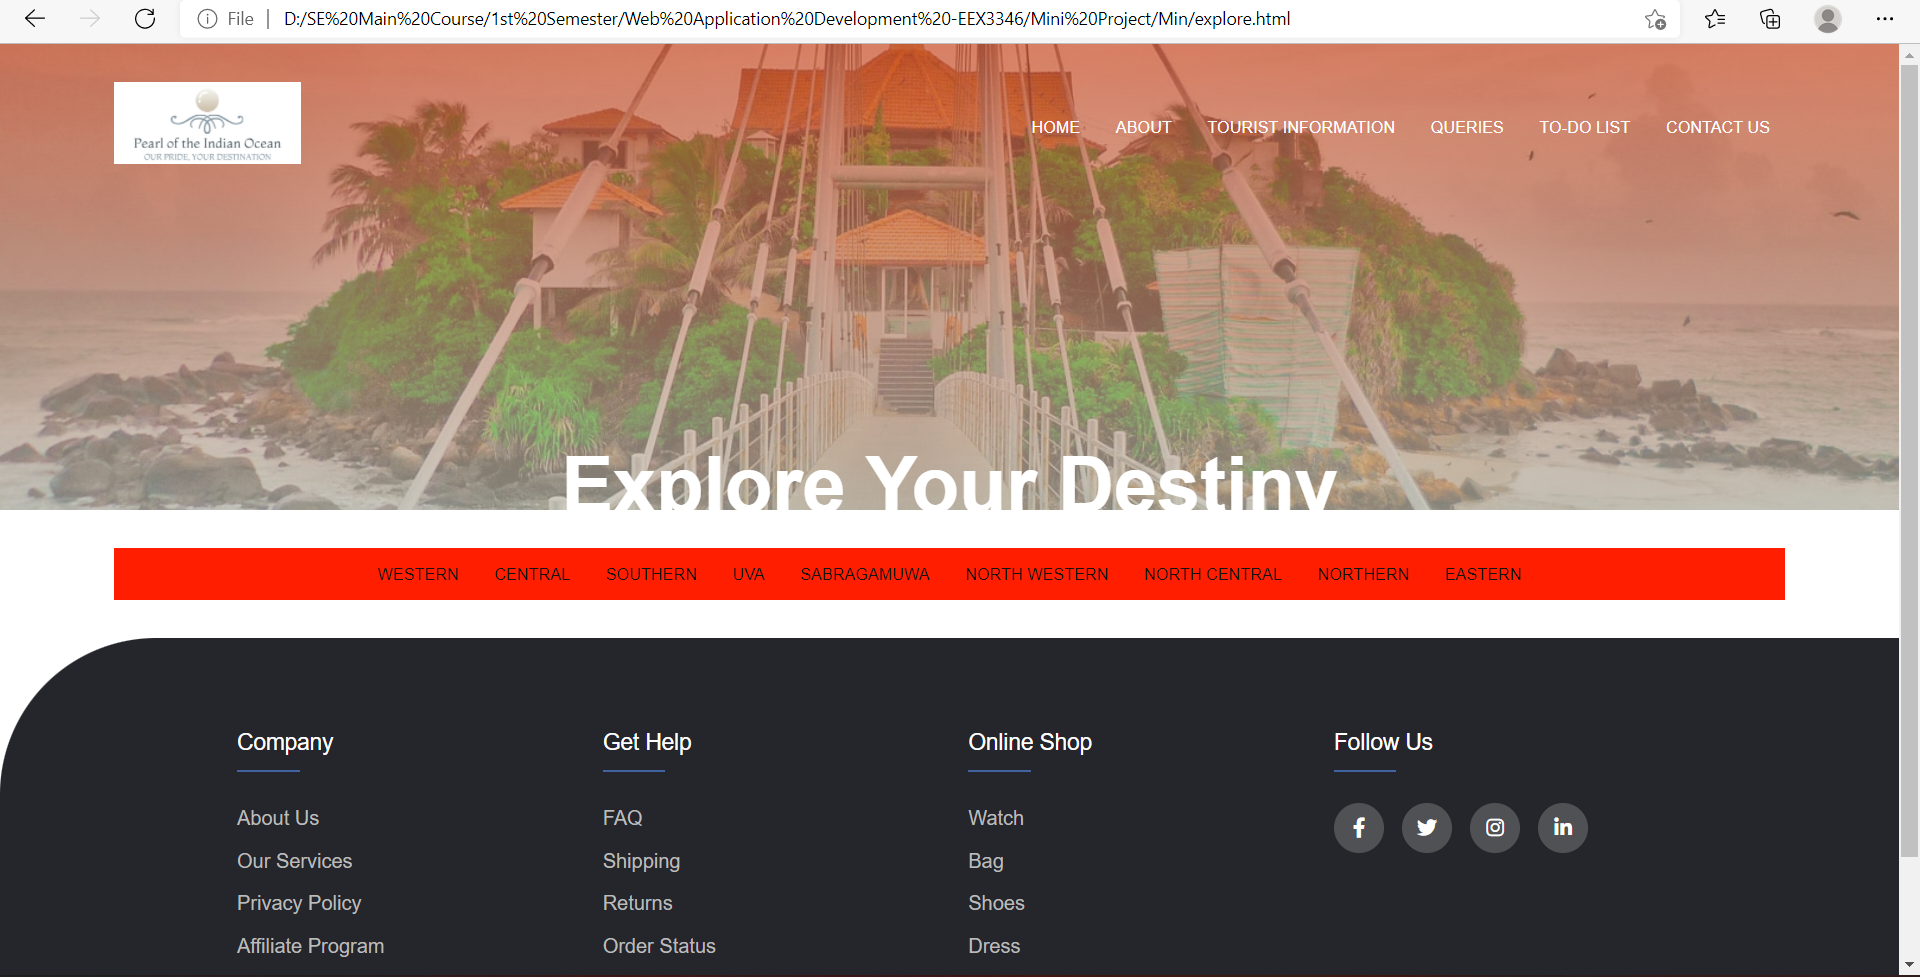 File
D:/SE%20Main%20Course/1st%20Semester/Web%20Application%20Development%20-EEX3346/Mini%20Project/Min/explore.html
Pearl of the Indian Ocean
OUR PRIDE, YOUR DESTINATION
HOME ABOUT TOURIST INFORMATION QUERIES TO-DO LIST CONTACT US
Explore Your Destiny
WESTERN CENTRAL SOUTHERN UVA SABRAGAMUWA NORTH WESTERN NORTH CENTRAL NORTHERN EASTERN
Company
About Us
Our Services
Privacy Policy
Affiliate Program
Get Help
FAQ
Shipping
Returns
Order Status
Online Shop
Watch
Bag
Shoes
Dress
Follow Us